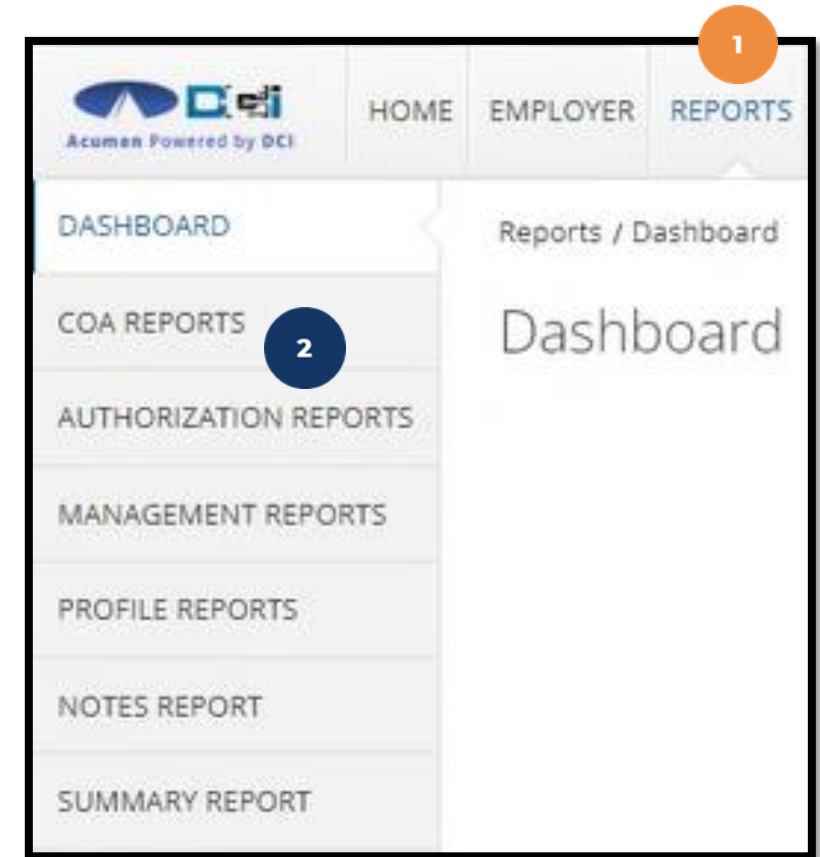 1
DCI
Acumen Powered by DCI
HOME EMPLOYER REPORTS
DASHBOARD
Reports / Dashboard
COA REPORTS
2
Dashboard
AUTHORIZATION REPORTS
MANAGEMENT REPORTS
PROFILE REPORTS
NOTES REPORT
SUMMARY REPORT